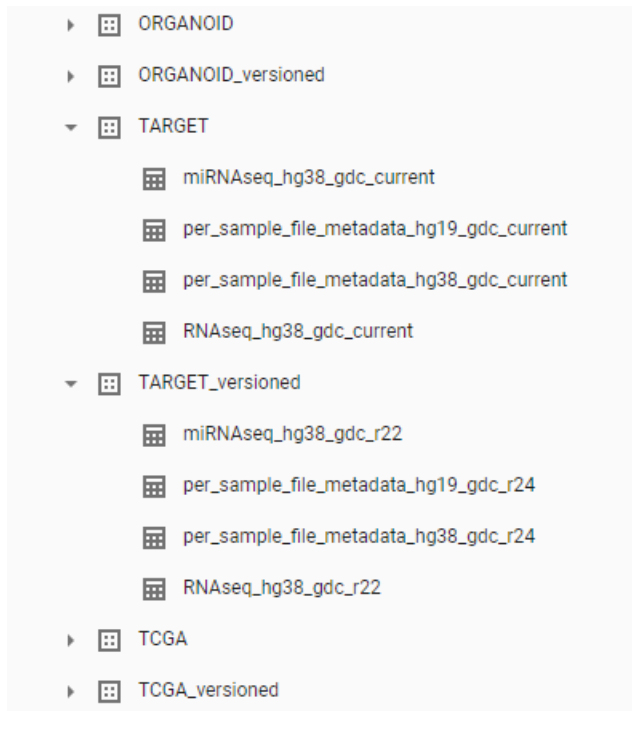 ORGANOID
ORGANOID_versioned
TARGET
miRNAseq_hg38_gdc_current
per_sample_file_metadata_hg19_gdc_current
per_sample_file_metadata_hg38_gdc_current
RNAseq_hg38_gdc_current
TARGET_versioned
miRNAseq_hg38_gdc_r22
per_sample_file_metadata_hg19_gdc_r24
per_sample_file_metadata_hg38_gdc_r24
RNAseq_hg38_gdc_r22
TCGA
TCGA_versioned